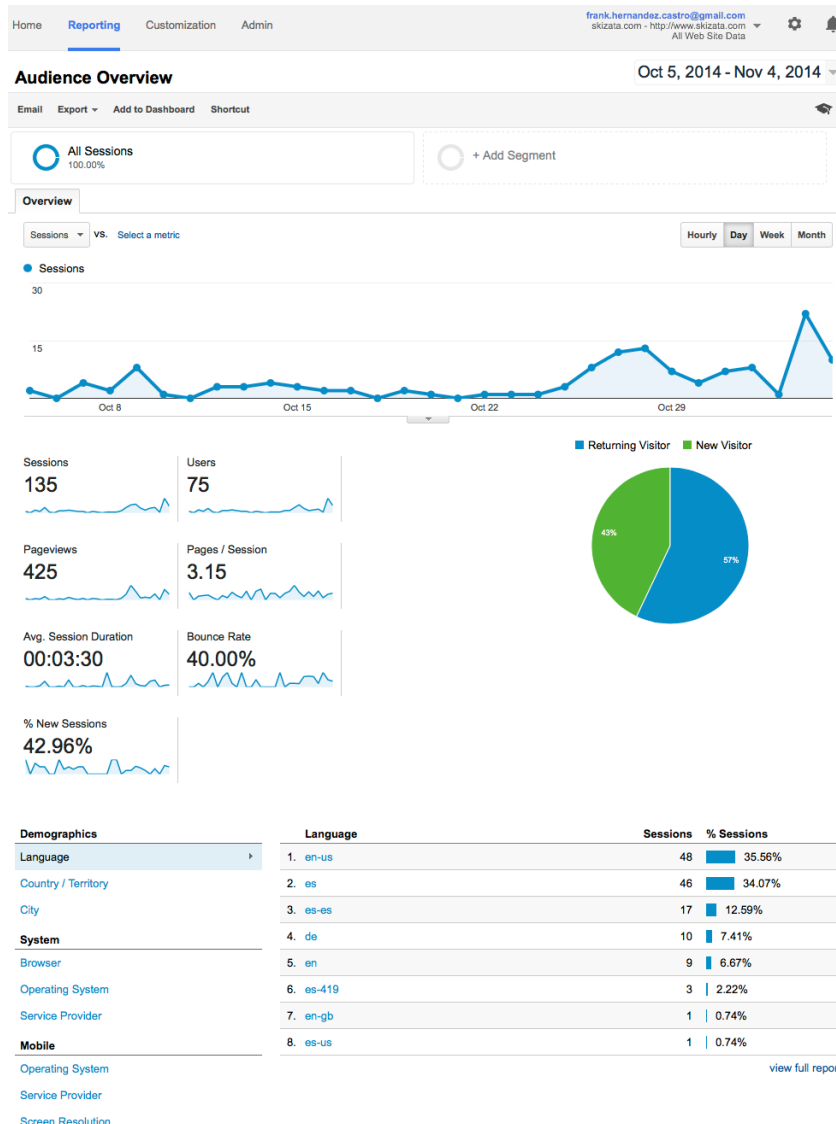 Home Reporting Customization Admin
frank.hernandez.castro@gmail.com
skizata.com - http://www.skizata.com
All Web Site Data
Audience Overview
Oct 5, 2014 - Nov 4, 2014
Email Export Add to Dashboard Shortcut
All Sessions
100.00%
+ Add Segment
Overview
Sessions VS. Select a metric
Hourly Day Week Month
Sessions
30
15
Oct 8 Oct 15 Oct 22 Oct 29
Returning Visitor New Visitor
Sessions
135
Users
75
43%
57%
Pageviews
425
Pages / Session
3.15
Avg. Session Duration
00:03:30
Bounce Rate
40.00%
% New Sessions
42.96%
Demographics
Language
Country / Territory
City
System
Browser
Operating System
Service Provider
Mobile
Operating System
Service Provider
Screen Resolution
Language Sessions % Sessions
1. en-us 48 35.56%
2. es 46 34.07%
3. es-es 17 12.59%
4. de 10 7.41%
5. en 9 6.67%
6. es-419 3 2.22%
7. en-gb 1 0.74%
8. es-us 1 0.74%
view full repor